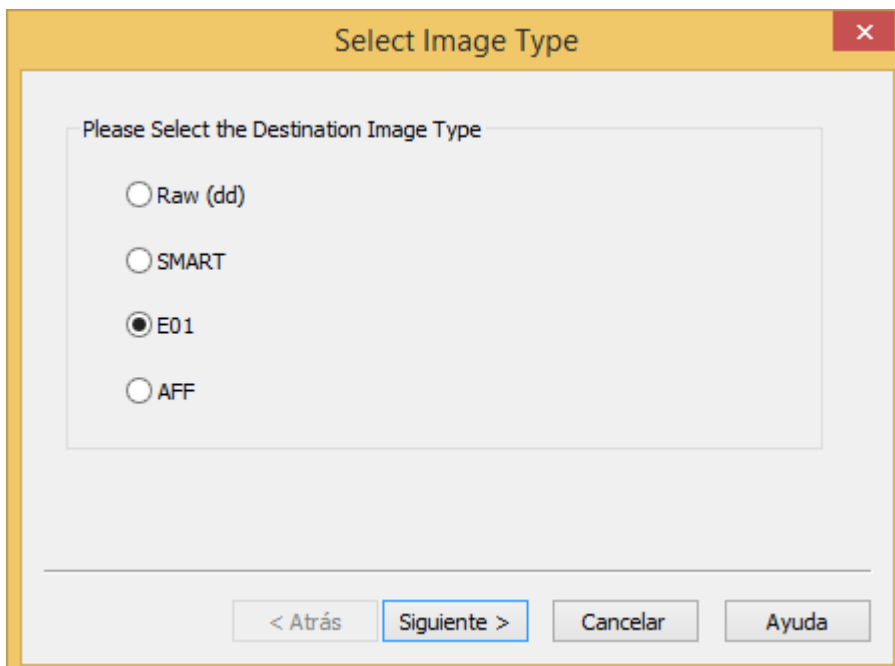 Select Image Type
Please Select the Destination Image Type
Raw (dd)
SMART
E01
AFF
< Atrás Siguiente > Cancelar Ayuda